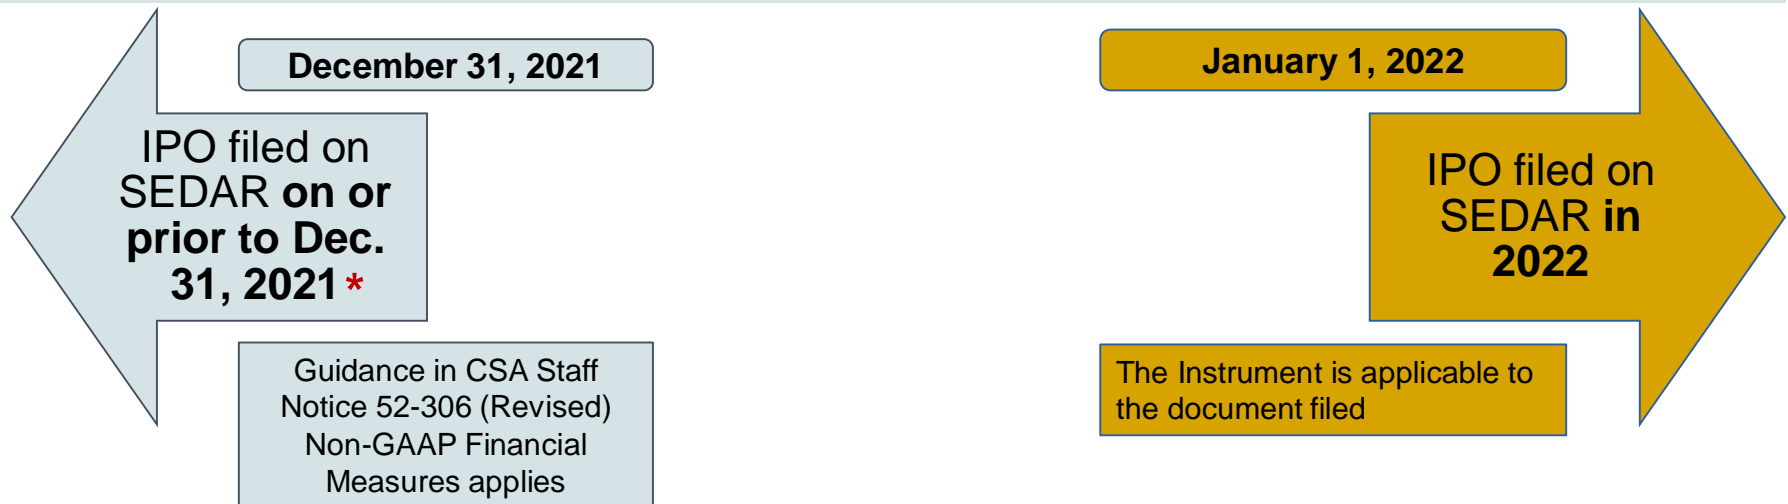 December 31, 2021
IPO filed on
SEDAR on or
prior to Dec.
31, 2021*
Guidance in CSA Staff
Notice 52-306 (Revised)
Non-GAAP Financial
Measures applies
January 1, 2022
IPO filed on
SEDAR in
2022
The Instrument is applicable to
the document filed